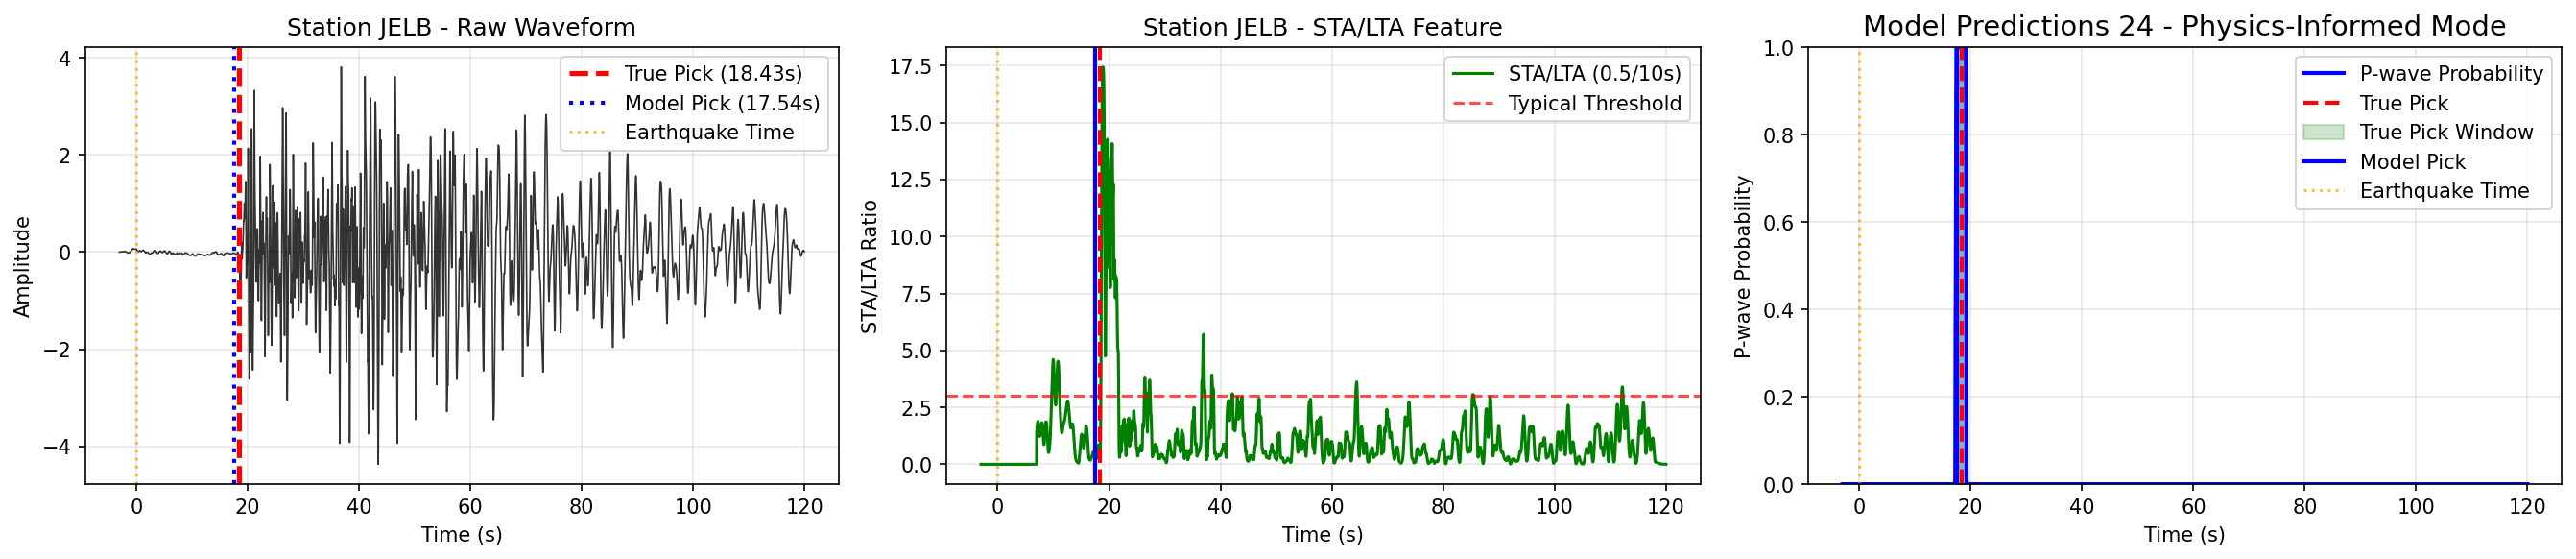 Station JELB - Raw Waveform
Amplitude
4
2
0
−2
−4
True Pick (18.43s)
Model Pick (17.54s)
Earthquake Time
0 20 40 60 80 100 120
Time (s)
Station JELB - STA/LTA Feature
STA/LTA Ratio
17.5
15.0
12.5
10.0
7.5
5.0
2.5
0.0
STA/LTA (0.5/10s)
Typical Threshold
0 20 40 60 80 100 120
Time (s)
Model Predictions 24 - Physics-Informed Mode
P-wave Probability
1.0
0.8
0.6
0.4
0.2
0.0
P-wave Probability
True Pick
True Pick Window
Model Pick
Earthquake Time
0 20 40 60 80 100 120
Time (s)